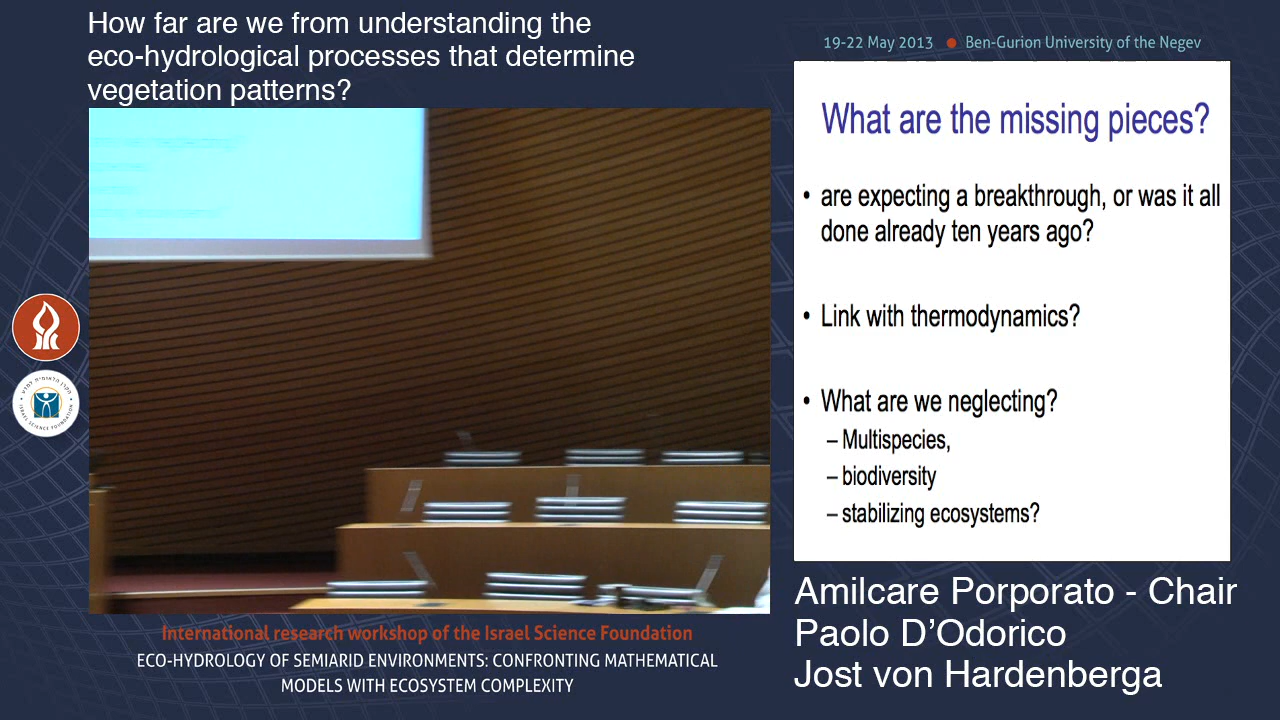 How far are we from understanding the
eco-hydrological processes that determine
vegetation patterns?
19-22 May 2013 ● Ben-Gurion University of the Negev
What are the missing pieces?
• are expecting a breakthrough, or was it all
done already ten years ago?
• Link with thermodynamics?
• What are we neglecting?
– Multispecies,
– biodiversity
– stabilizing ecosystems?
Amilcare Porporato - Chair
Paolo D’Odorico
Jost von Hardenberga
International research workshop of the Israel Science Foundation
ECO-HYDROLOGY OF SEMIARID ENVIRONMENTS: CONFRONTING MATHEMATICAL
MODELS WITH ECOSYSTEM COMPLEXITY
ISRAEL SCIENCE FOUNDATION